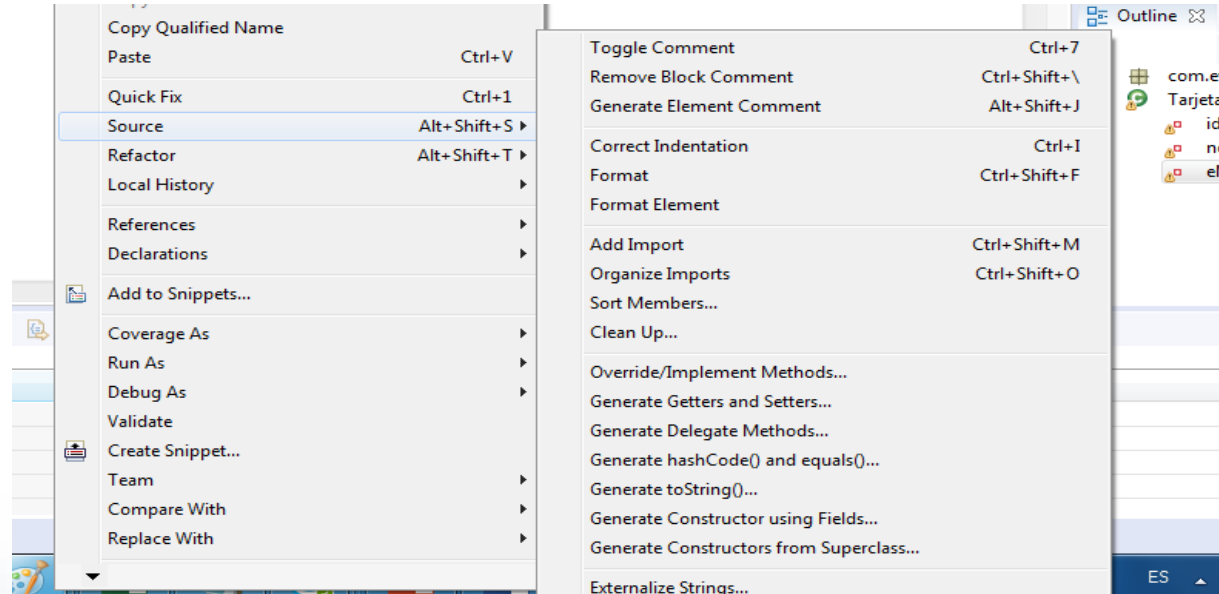 Copy Qualified Name
Paste Ctrl+V
Quick Fix Ctrl+1
Source Alt+Shift+S
Refactor Alt+Shift+T
Local History
References
Declarations
Add to Snippets...
Coverage As
Run As
Debug As
Validate
Create Snippet...
Team
Compare With
Replace With
Toggle Comment Ctrl+7
Remove Block Comment Ctrl+Shift+\
Generate Element Comment Alt+Shift+J
Correct Indentation Ctrl+I
Format Ctrl+Shift+F
Format Element
Add Import Ctrl+Shift+M
Organize Imports Ctrl+Shift+O
Sort Members...
Clean Up...
Override/Implement Methods...
Generate Getters and Setters...
Generate Delegate Methods...
Generate hashCode() and equals()...
Generate toString()...
Generate Constructor using Fields...
Generate Constructors from Superclass...
Externalize Strings...
Outline
com.e
Tarjeta
id
ES